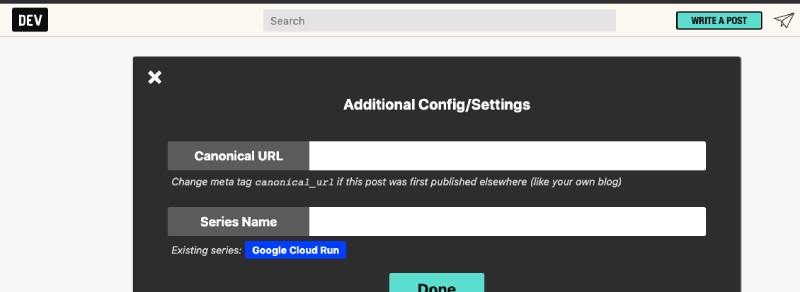 DEV
Search
WRITE A POST
Additional Config/Settings
Canonical URL
Change meta tag canonical_url if this post was first published elsewhere (like your own blog)
Series Name
Existing series: Google Cloud Run
Done